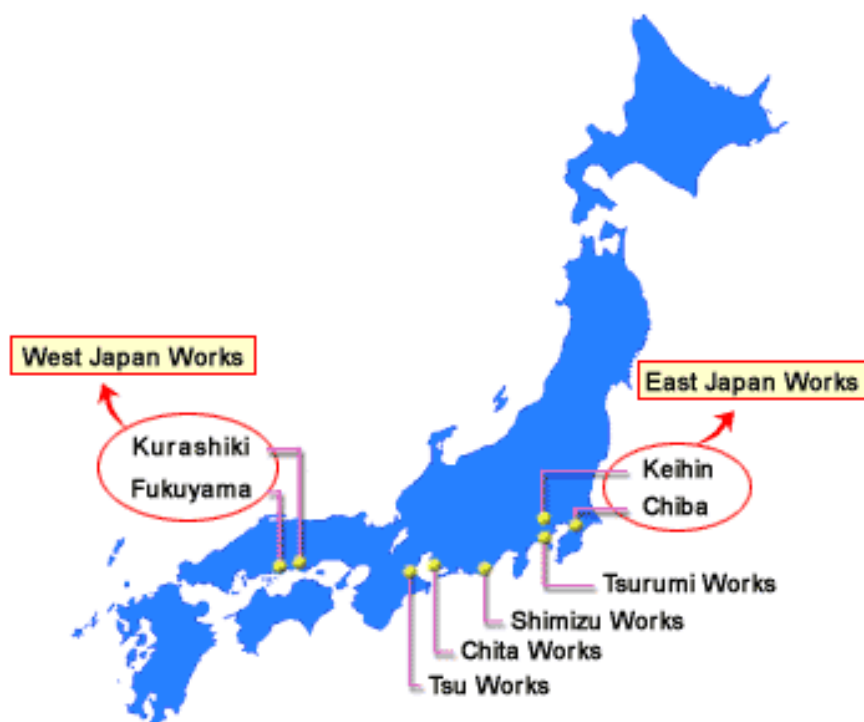 West Japan Works
East Japan Works
Kurashiki
Fukuyama
Keihin
Chiba
Tsurumi Works
Shimizu Works
Chita Works
Tsu Works